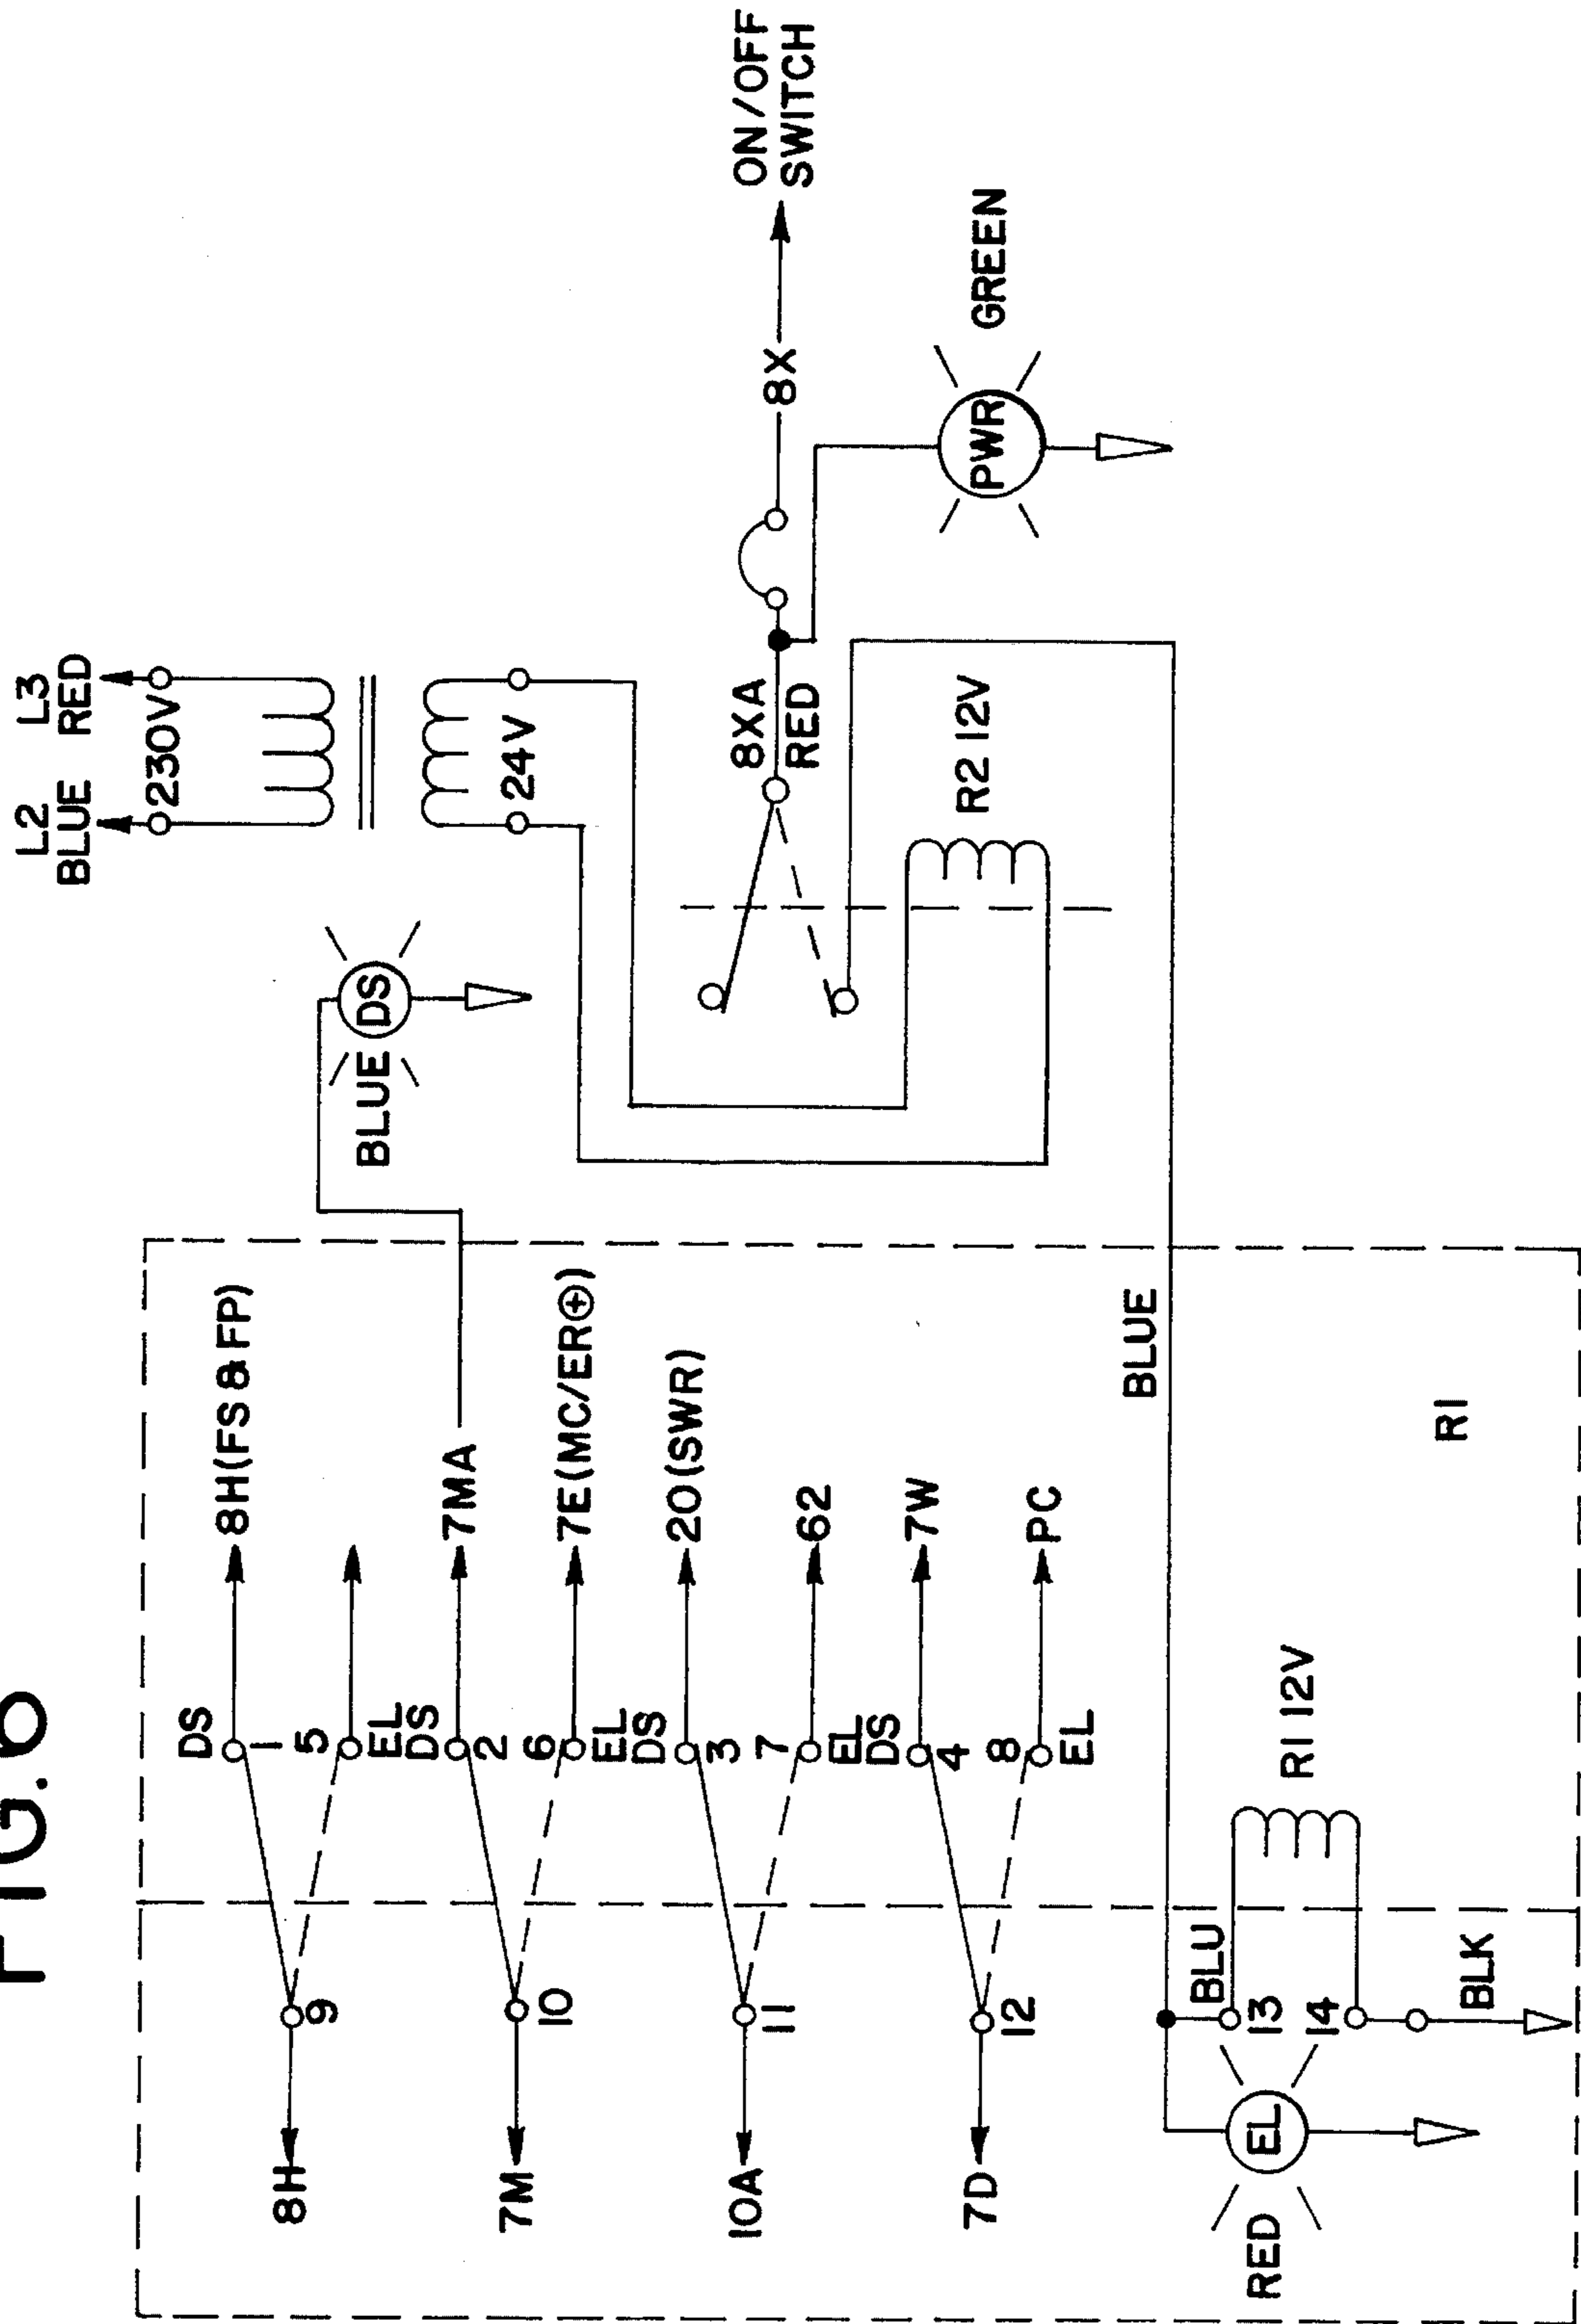 FIG.6
L2
BLUE
L3
RED
230V
24V
BLUE
DS
8XA
RED
8X
ON/OFF
SWITCH
R2 12V
PWR
GREEN
8H
9
DS
1
8H(FS&FP)
5
EL
7M
10
DS
2
7MA
6
EL
7E(MC/ER⊕)
10A
11
DS
3
20(SWR)
7
EL
62
7D
12
DS
4
7W
8
EL
PC
BLUE
RED
EL
BLU
13
14
BLK
R1 12V
R1